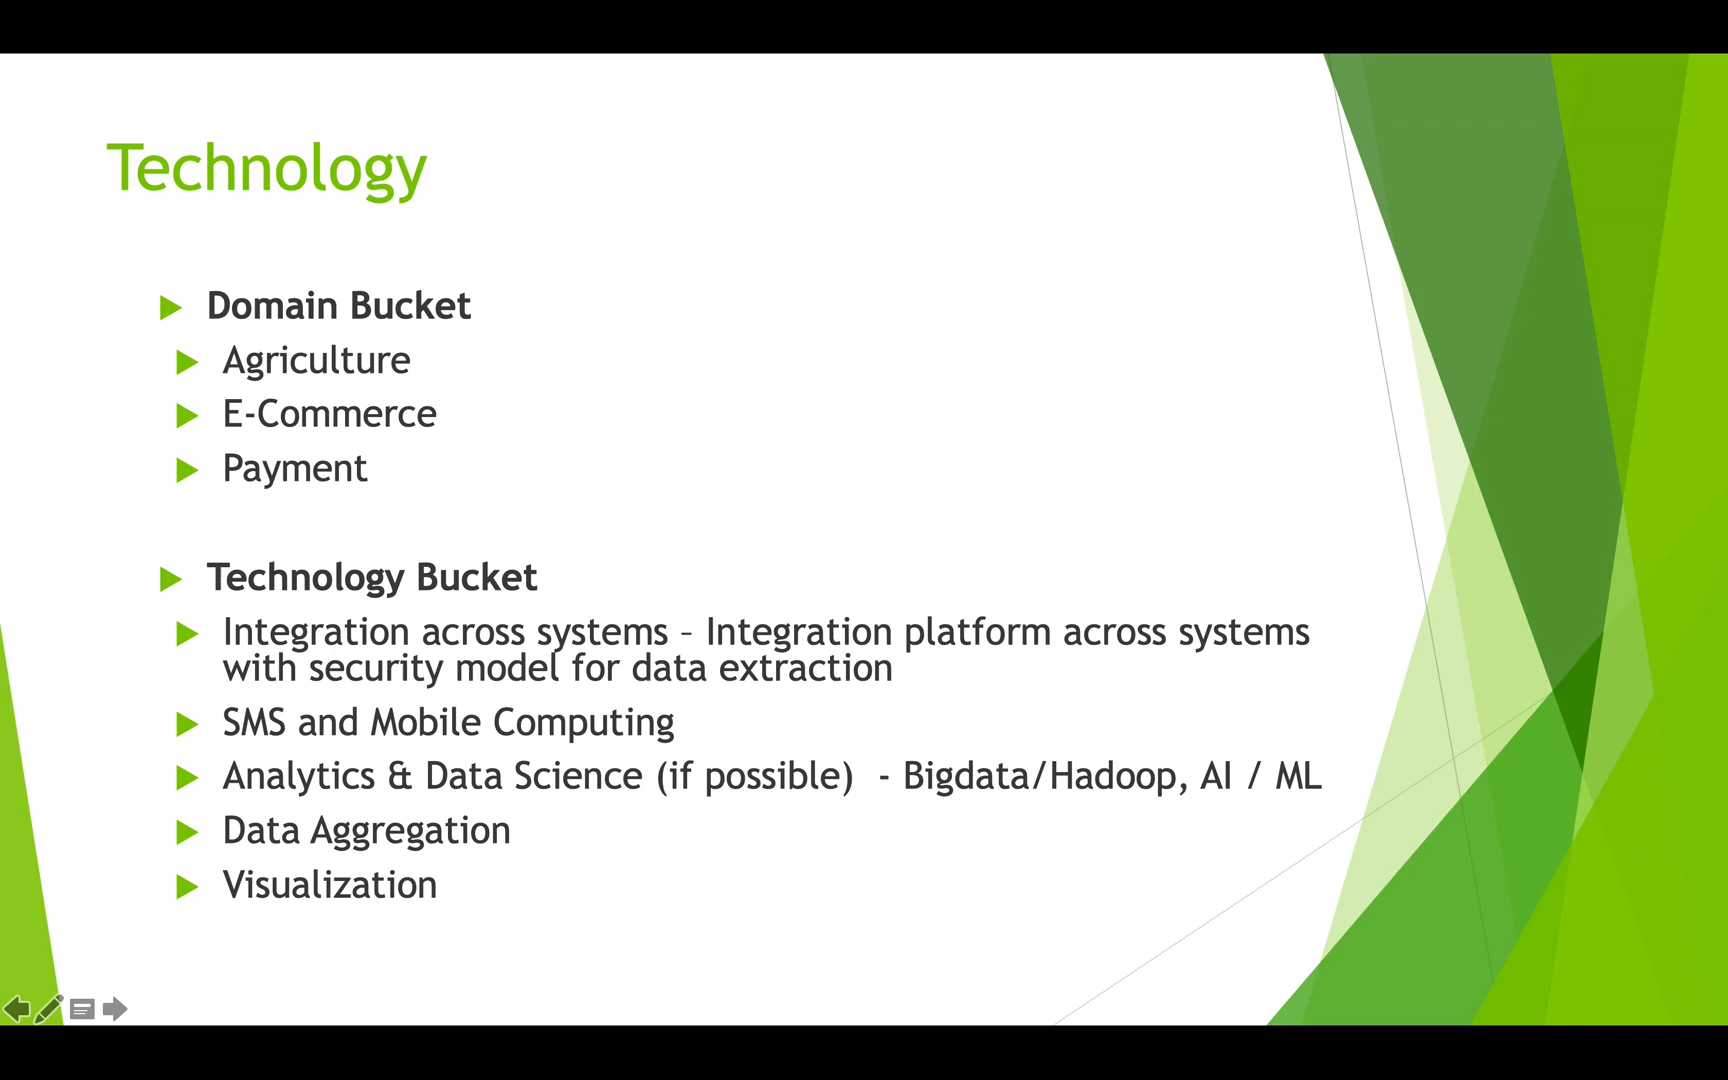 Technology
Domain Bucket
Agriculture
E-Commerce
Payment
Technology Bucket
Integration across systems – Integration platform across systems
with security model for data extraction
SMS and Mobile Computing
Analytics & Data Science (if possible)  - Bigdata/Hadoop, AI / ML
Data Aggregation
Visualization